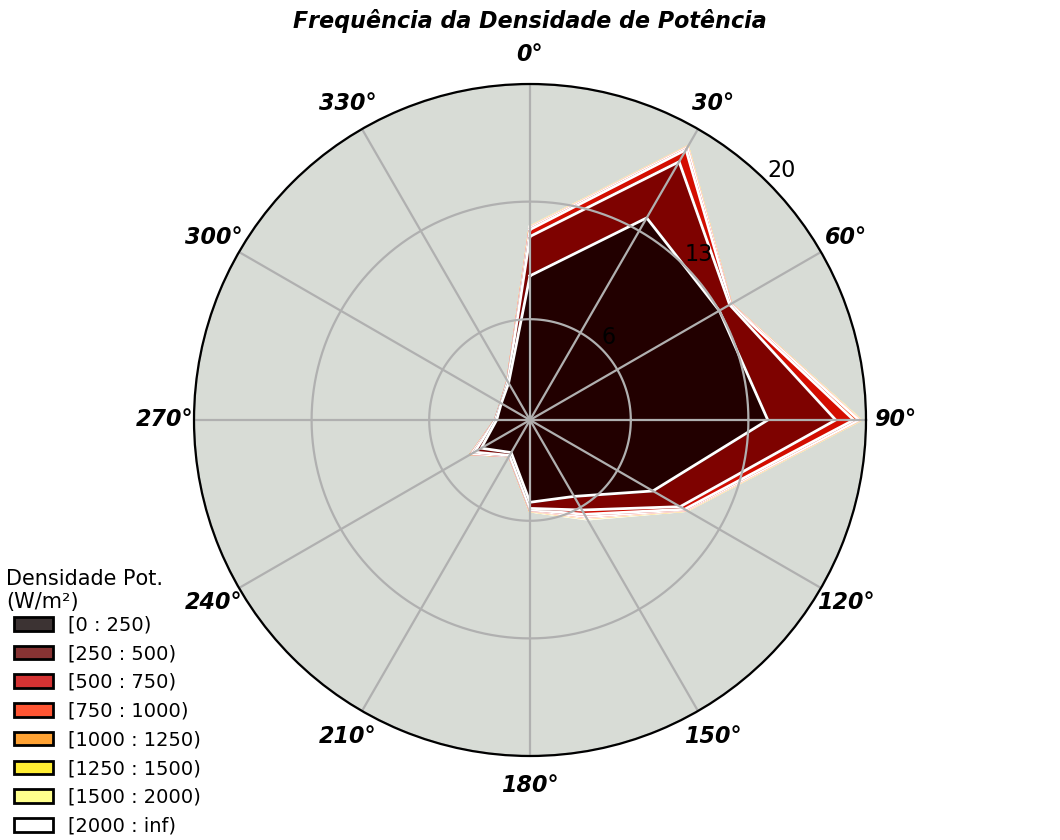 Frequência da Densidade de Potência
0°
330°
30°
20
300°
60°
13
6
270°
90°
240°
120°
210°
150°
180°
Densidade Pot.
(W/m²)
[0 : 250)
[250 : 500)
[500 : 750)
[750 : 1000)
[1000 : 1250)
[1250 : 1500)
[1500 : 2000)
[2000 : inf)